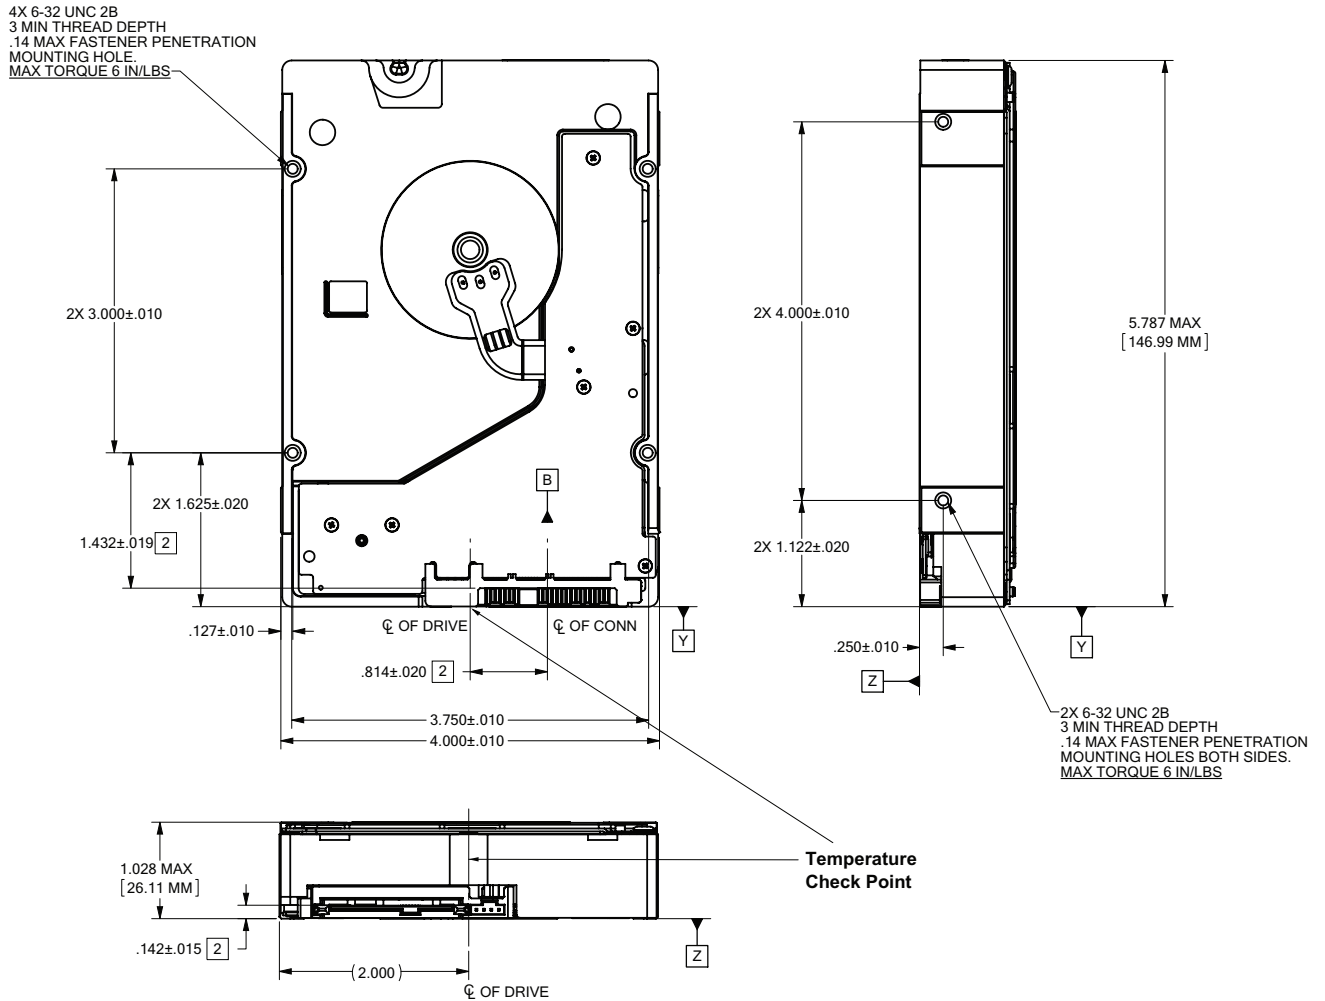 4X 6-32 UNC 2B
3 MIN THREAD DEPTH
.14 MAX FASTENER PENETRATION
MOUNTING HOLE.
MAX TORQUE 6 IN/LBS
2X 3.000±.010
2X 1.625±.020
1.432±.019 2
B
.127±.010
℄ OF DRIVE
℄ OF CONN
Y
.814±.020 2
3.750±.010
4.000±.010
2X 4.000±.010
5.787 MAX
[146.99 MM]
2X 1.122±.020
.250±.010
Y
Z
2X 6-32 UNC 2B
3 MIN THREAD DEPTH
.14 MAX FASTENER PENETRATION
MOUNTING HOLES BOTH SIDES.
MAX TORQUE 6 IN/LBS
1.028 MAX
[26.11 MM]
Temperature
Check Point
.142±.015 2
Z
(2.000)
℄ OF DRIVE